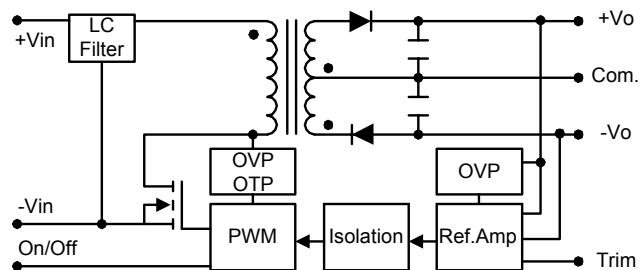 +Vin
LC
Filter
+Vo
Com.
-Vo
OVP
OTP
OVP
-Vin
On/Off
PWM
Isolation
Ref.Amp
Trim